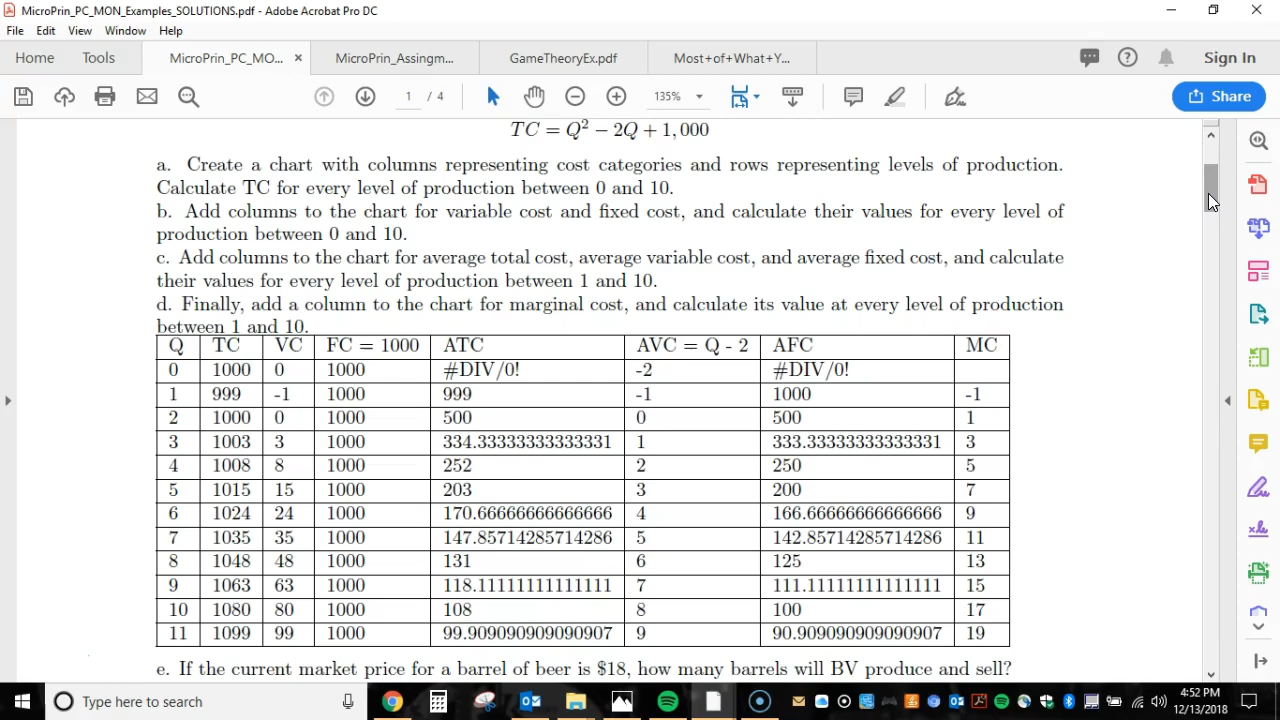 MicroPrin_PC_MON_Examples_SOLUTIONS.pdf - Adobe Acrobat Pro DC
File Edit View Window Help
Home Tools MicroPrin_PC_MO... × MicroPrin_Assingm... GameTheoryEx.pdf Most+of+What+Y... Sign In
1 / 4 135% Share
TC = Q² − 2Q + 1,000
a. Create a chart with columns representing cost categories and rows representing levels of production.
Calculate TC for every level of production between 0 and 10.
b. Add columns to the chart for variable cost and fixed cost, and calculate their values for every level of
production between 0 and 10.
c. Add columns to the chart for average total cost, average variable cost, and average fixed cost, and calculate
their values for every level of production between 1 and 10.
d. Finally, add a column to the chart for marginal cost, and calculate its value at every level of production
between 1 and 10.
Q TC VC FC = 1000 ATC AVC = Q - 2 AFC MC
0 1000 0 1000 #DIV/0! -2 #DIV/0!
1 999 -1 1000 999 -1 1000 -1
2 1000 0 1000 500 0 500 1
3 1003 3 1000 334.33333333333331 1 333.33333333333331 3
4 1008 8 1000 252 2 250 5
5 1015 15 1000 203 3 200 7
6 1024 24 1000 170.66666666666666 4 166.66666666666666 9
7 1035 35 1000 147.85714285714286 5 142.85714285714286 11
8 1048 48 1000 131 6 125 13
9 1063 63 1000 118.11111111111111 7 111.11111111111111 15
10 1080 80 1000 108 8 100 17
11 1099 99 1000 99.909090909090907 9 90.909090909090907 19
e. If the current market price for a barrel of beer is $18, how many barrels will BV produce and sell?
Type here to search 4:52 PM
12/13/2018